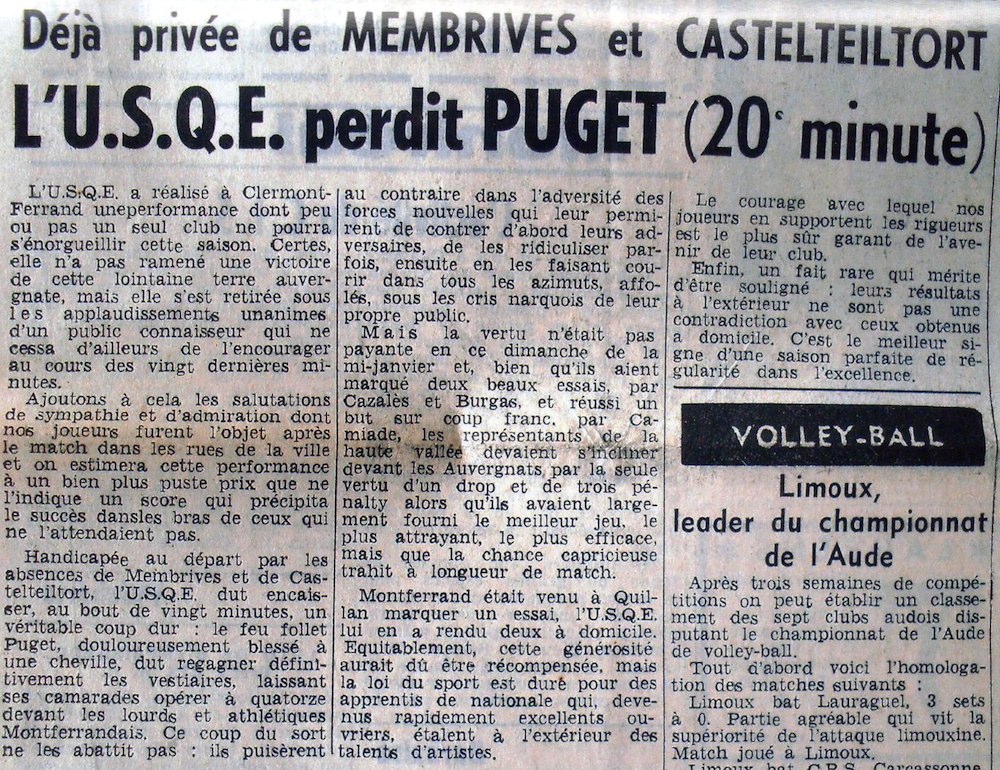 Déjà privée de MEMBRIVES et CASTELTEILTORT
L'U.S.Q.E. perdit PUGET (20e minute)
L'U.S.Q.E. a réalisé à Clermont-
Ferrand uneperformance dont peu
ou pas un seul club ne pourra
s'énorgueillir cette saison. Certes,
elle n'a pas ramené une victoire
de cette lointaine terre auver-
gnate, mais elle s'est retirée sous
les applaudissements unanimes
d'un public connaisseur qui ne
cessa d'ailleurs de l'encourager
au cours des vingt dernières mi-
nutes.
Ajoutons à cela les salutations
de sympathie et d'admiration dont
nos joueurs furent l'objet après
le match dans les rues de la ville
et on estimera cette performance
à un bien plus puste prix que ne
l'indique un score qui précipita
le succès dansles bras de ceux qui
ne l'attendaient pas.
Handicapée au départ par les
absences de Membrives et de Cas-
telteiltort, l'U.S.Q.E. dut encais-
ser, au bout de vingt minutes, un
véritable coup dur : le feu follet
Puget, douloureusement blessé à
une cheville, dut regagner défini-
tivement les vestiaires, laissant
ses camarades opérer à quatorze
devant les lourds et athlétiques
Montferrandais. Ce coup du sort
ne les abattit pas : ils puisèrent
au contraire dans l'adversité des
forces nouvelles qui leur permi-
rent de contrer d'abord leurs ad-
versaires, de les ridiculiser par-
fois, ensuite en les faisant cou-
rir dans tous les azimuts, affo-
lés, sous les cris narquois de leur
propre public.
Mais la vertu n'était pas
payante en ce dimanche de la
mi-janvier et, bien qu'ils aient
marqué deux beaux essais, par
Cazalès et Burgas, et réussi un
but sur coup franc, par Ca-
miade, les représentants de la
haute vallée devaient s'incliner
devant les Auvergnats par la seule
vertu d'un drop et de trois pé-
nalty alors qu'ils avaient large-
ment fourni le meilleur jeu, le
plus attrayant, le plus efficace,
mais que la chance capricieuse
trahit à longueur de match.
Montferrand était venu à Quil-
lan marquer un essai, l'U.S.Q.E.
lui en a rendu deux à domicile.
Equitablement, cette générosité
aurait dû être récompensée, mais
la loi du sport est duré pour des
apprentis de nationale qui, deve-
nus rapidement excellents ou-
vriers, étalent à l'extérieur des
talents d'artistes.
Le courage avec lequel nos
joueurs en supportent les rigueurs
est le plus sûr garant de l'ave-
nir de leur club.
Enfin, un fait rare qui mérite
d'être souligné : leurs résultats
à l'extérieur ne sont pas une
contradiction avec ceux obtenus
a domicile. C'est le meilleur si-
gne d'une saison parfaite de ré-
gularité dans l'excellence.
VOLLEY-BALL
Limoux,
leader du championnat
de l'Aude
Après trois semaines de compé-
titions on peut établir un classe-
ment des sept clubs audois dis-
putant le championnat de l'Aude
de volley-ball.
Tout d'abord voici l'homologa-
tion des matches suivants :
Limoux bat Lauraguel, 3 sets
à 0. Partie agréable qui vit la
supériorité de l'attaque limouxine.
Match joué à Limoux.
Limoux bat C.P.S. Carcassonne